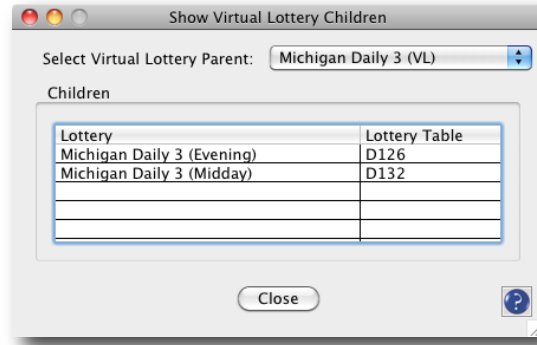 Show Virtual Lottery Children
Select Virtual Lottery Parent: Michigan Daily 3 (VL)
Children
Lottery Lottery Table
Michigan Daily 3 (Evening) D126
Michigan Daily 3 (Midday) D132
Close ?